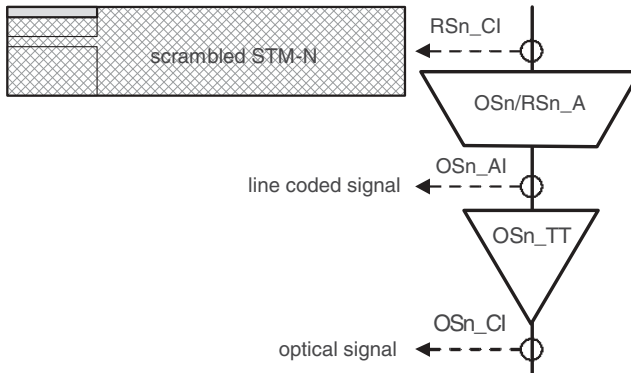 RSn_CI
scrambled STM-N
OSn/RSn_A
OSn_AI
line coded signal
OSn_TT
OSn_CI
optical signal